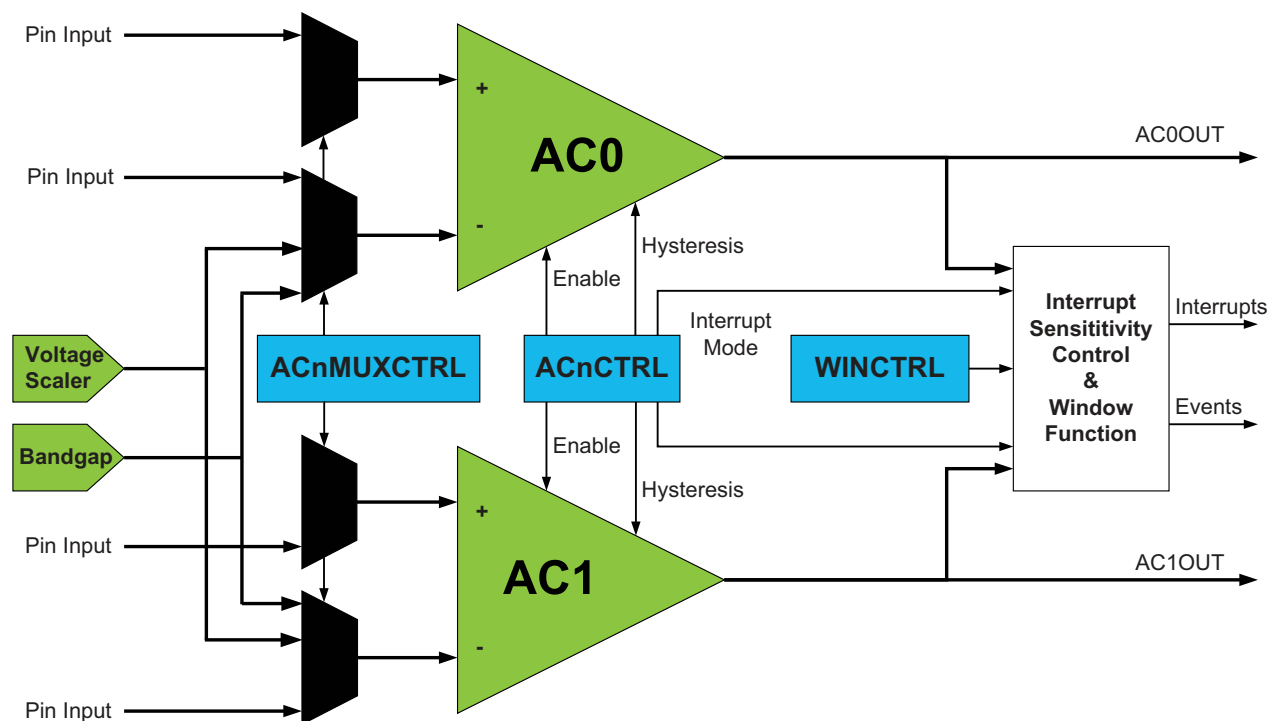 Pin Input
+
AC0
AC0OUT
Pin Input
-
Hysteresis
Enable
Voltage
Scaler
ACnMUXCTRL
ACnCTRL
Interrupt
Mode
WINCTRL
Interrupt
Sensititivity
Control
&
Window
Function
Interrupts
Events
Bandgap
Enable
Hysteresis
+
Pin Input
AC1
AC1OUT
-
Pin Input